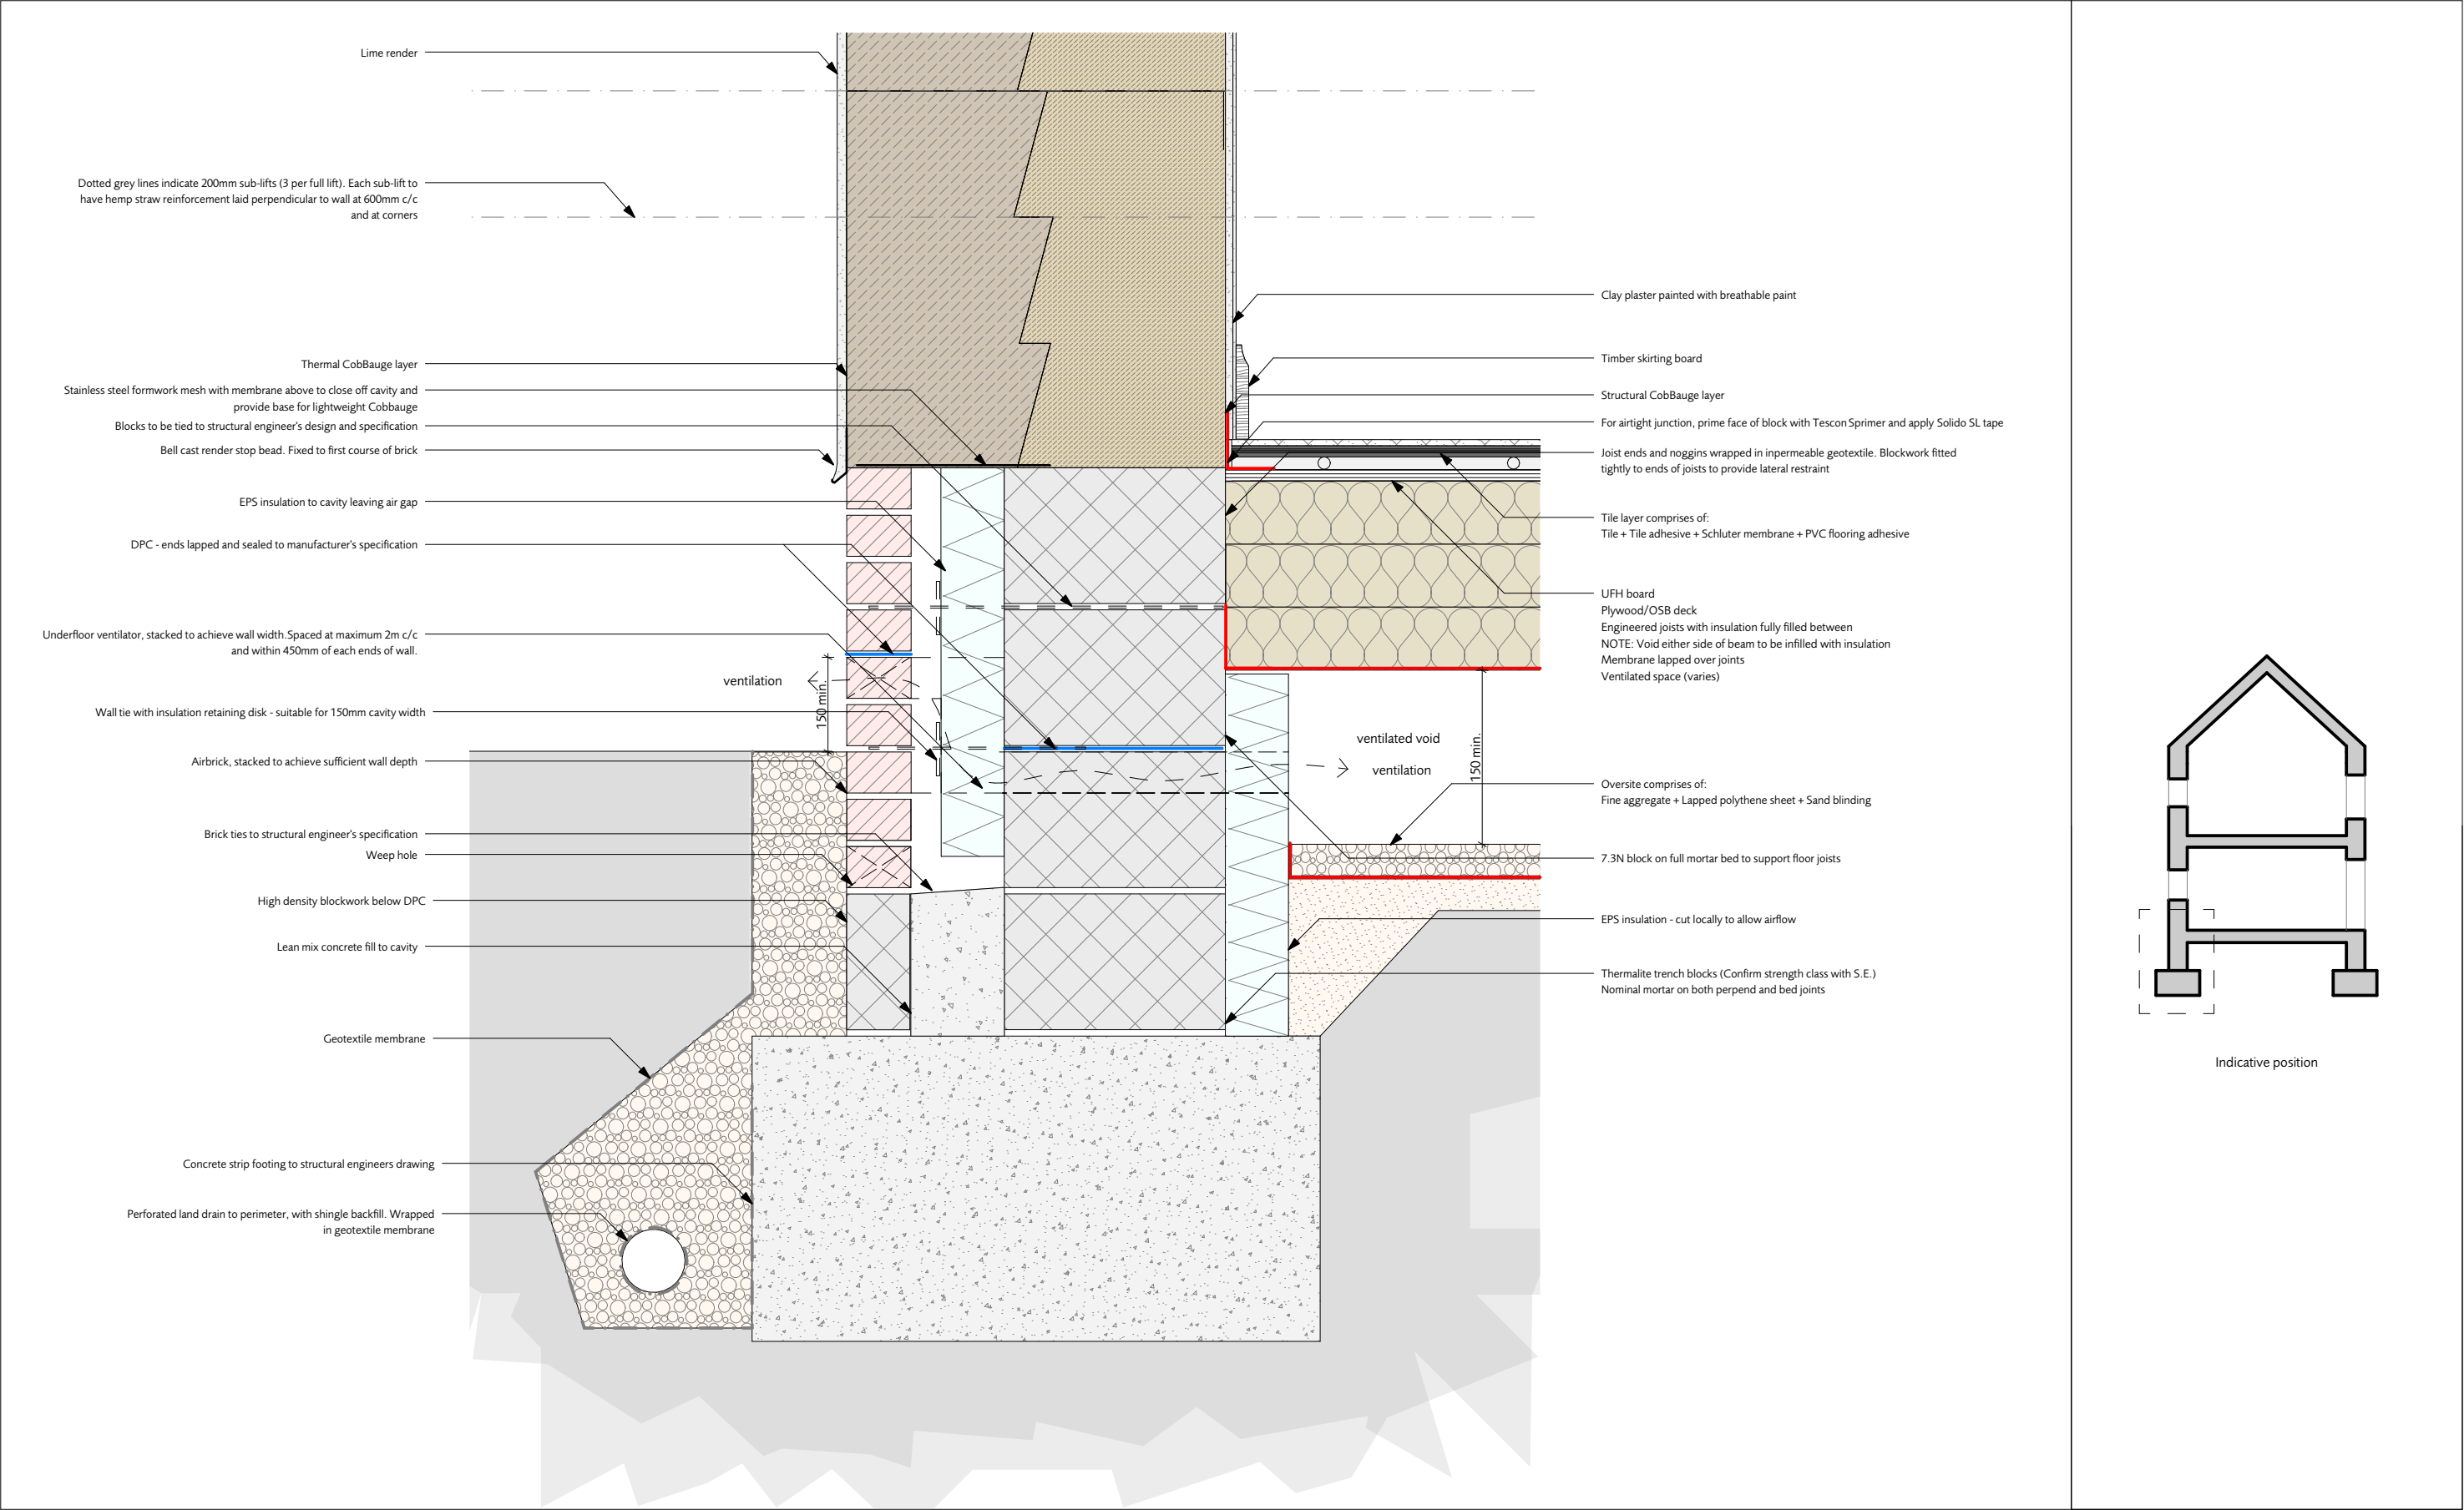 Lime render
Dotted grey lines indicate 200mm sub-lifts (3 per full lift). Each sub-lift to
have hemp straw reinforcement laid perpendicular to wall at 600mm c/c
and at corners
Thermal CobBauge layer
Stainless steel formwork mesh with membrane above to close off cavity and
provide base for lightweight Cobbauge
Blocks to be tied to structural engineer's design and specification
Bell cast render stop bead. Fixed to first course of brick
EPS insulation to cavity leaving air gap
DPC - ends lapped and sealed to manufacturer's specification
Underfloor ventilator, stacked to achieve wall width.Spaced at maximum 2m c/c
and within 450mm of each ends of wall.
Wall tie with insulation retaining disk - suitable for 150mm cavity width
Airbrick, stacked to achieve sufficient wall depth
Brick ties to structural engineer's specification
Weep hole
High density blockwork below DPC
Lean mix concrete fill to cavity
Geotextile membrane
Concrete strip footing to structural engineers drawing
Perforated land drain to perimeter, with shingle backfill. Wrapped
in geotextile membrane
ventilation
150 min.
ventilated void
ventilation
150 min.
Clay plaster painted with breathable paint
Timber skirting board
Structural CobBauge layer
For airtight junction, prime face of block with Tescon Sprimer and apply Solido SL tape
Joist ends and noggins wrapped in inpermeable geotextile. Blockwork fitted
tightly to ends of joists to provide lateral restraint
Tile layer comprises of:
Tile + Tile adhesive + Schluter membrane + PVC flooring adhesive
UFH board
Plywood/OSB deck
Engineered joists with insulation fully filled between
NOTE: Void either side of beam to be infilled with insulation
Membrane lapped over joints
Ventilated space (varies)
Oversite comprises of:
Fine aggregate + Lapped polythene sheet + Sand blinding
7.3N block on full mortar bed to support floor joists
EPS insulation - cut locally to allow airflow
Thermalite trench blocks (Confirm strength class with S.E.)
Nominal mortar on both perpend and bed joints
Indicative position